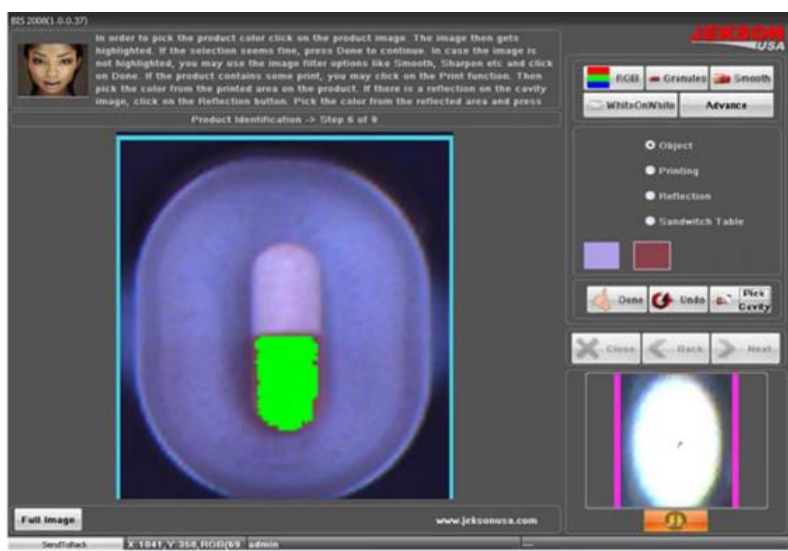 BIS 2008(1.0.0.37)
In order to pick the product color click on the product image. The image then gets
highlighted. If the selection seems fine, press Done to continue. In case the image is
not highlighted, you may use the image filter options like Smooth, Sharpen etc and click
on Done. If the product contains some print, you may click on the Print function. Then
pick the color from the printed area on the product. If there is a reflection on the cavity
image, click on the Reflection button. Pick the color from the reflected area and press
JEKSON
USA
Product Identification -> Step 6 of 9
RGB
Granules
Smooth
WhiteOnWhite
Advance
Object
Printing
Reflection
Sandwitch Table
Done
Undo
Pick
Cavity
Close
Back
Next
Full Image
www.jeksonusa.com
SendToBack
X:1041,Y:358,RGB(69
admin